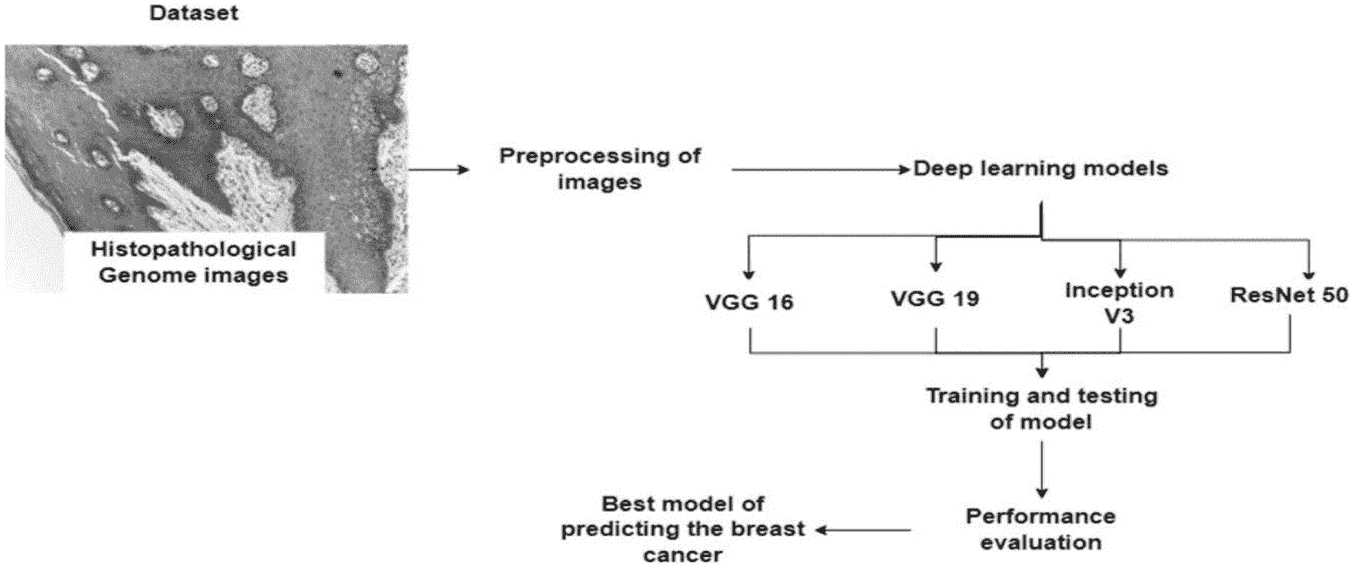 Dataset
Histopathological
Genome images
Preprocessing of
images
Deep learning models
VGG 16
VGG 19
Inception
V3
ResNet 50
Training and testing
of model
Performance
evaluation
Best model of
predicting the breast
cancer